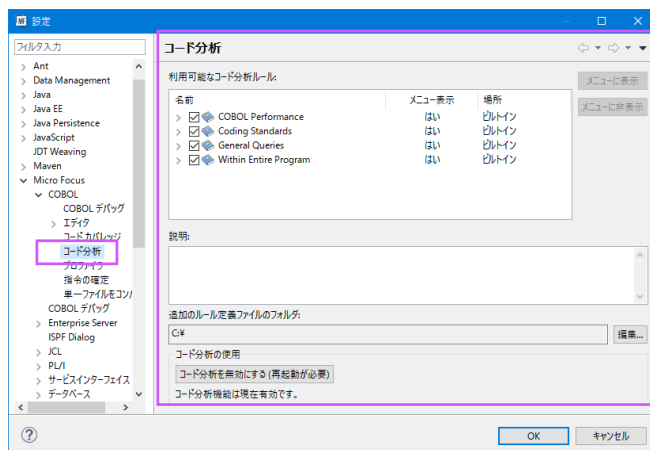 設定
フィルタ入力
Ant
Data Management
Java
Java EE
Java Persistence
JavaScript
JDT Weaving
Maven
Micro Focus
COBOL
COBOL デバッグ
エディタ
コード カバレッジ
コード分析
プロファイラ
指令の確定
単一ファイルをコンパ
COBOL デバッグ
Enterprise Server
ISPF Dialog
JCL
PL/I
サービスインターフェイス
データベース
コード分析
利用可能なコード分析ルール:
名前 メニュー表示 場所
COBOL Performance はい ビルトイン
Coding Standards はい ビルトイン
General Queries はい ビルトイン
Within Entire Program はい ビルトイン
メニューに表示
メニューに非表示
説明:
追加のルール定義ファイルのフォルダ:
C:¥
編集...
コード分析の使用
コード分析を無効にする (再起動が必要)
コード分析機能は現在有効です。
OK
キャンセル